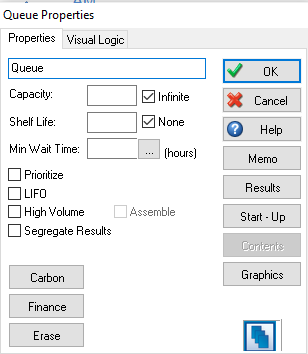 Queue Properties
Properties
Visual Logic
Queue
OK
Capacity:
Infinite
Cancel
Shelf Life:
None
Help
Min Wait Time:
...
(hours)
Memo
Prioritize
Results
LIFO
High Volume
Assemble
Start - Up
Segregate Results
Contents
Carbon
Graphics
Finance
Erase